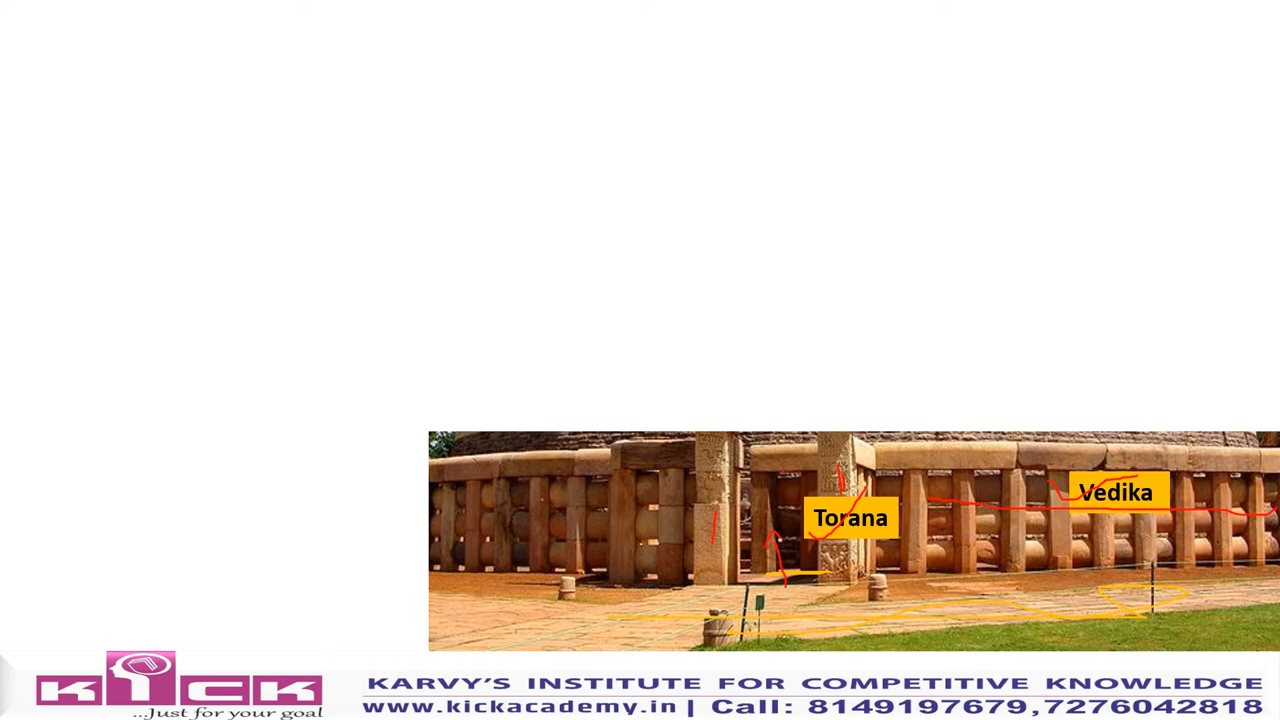 Vedika
Torana
KICK
...Just for your goal
KARVY'S INSTITUTE FOR COMPETITIVE KNOWLEDGE
www.kickacademy.in | Call: 8149197679,7276042818